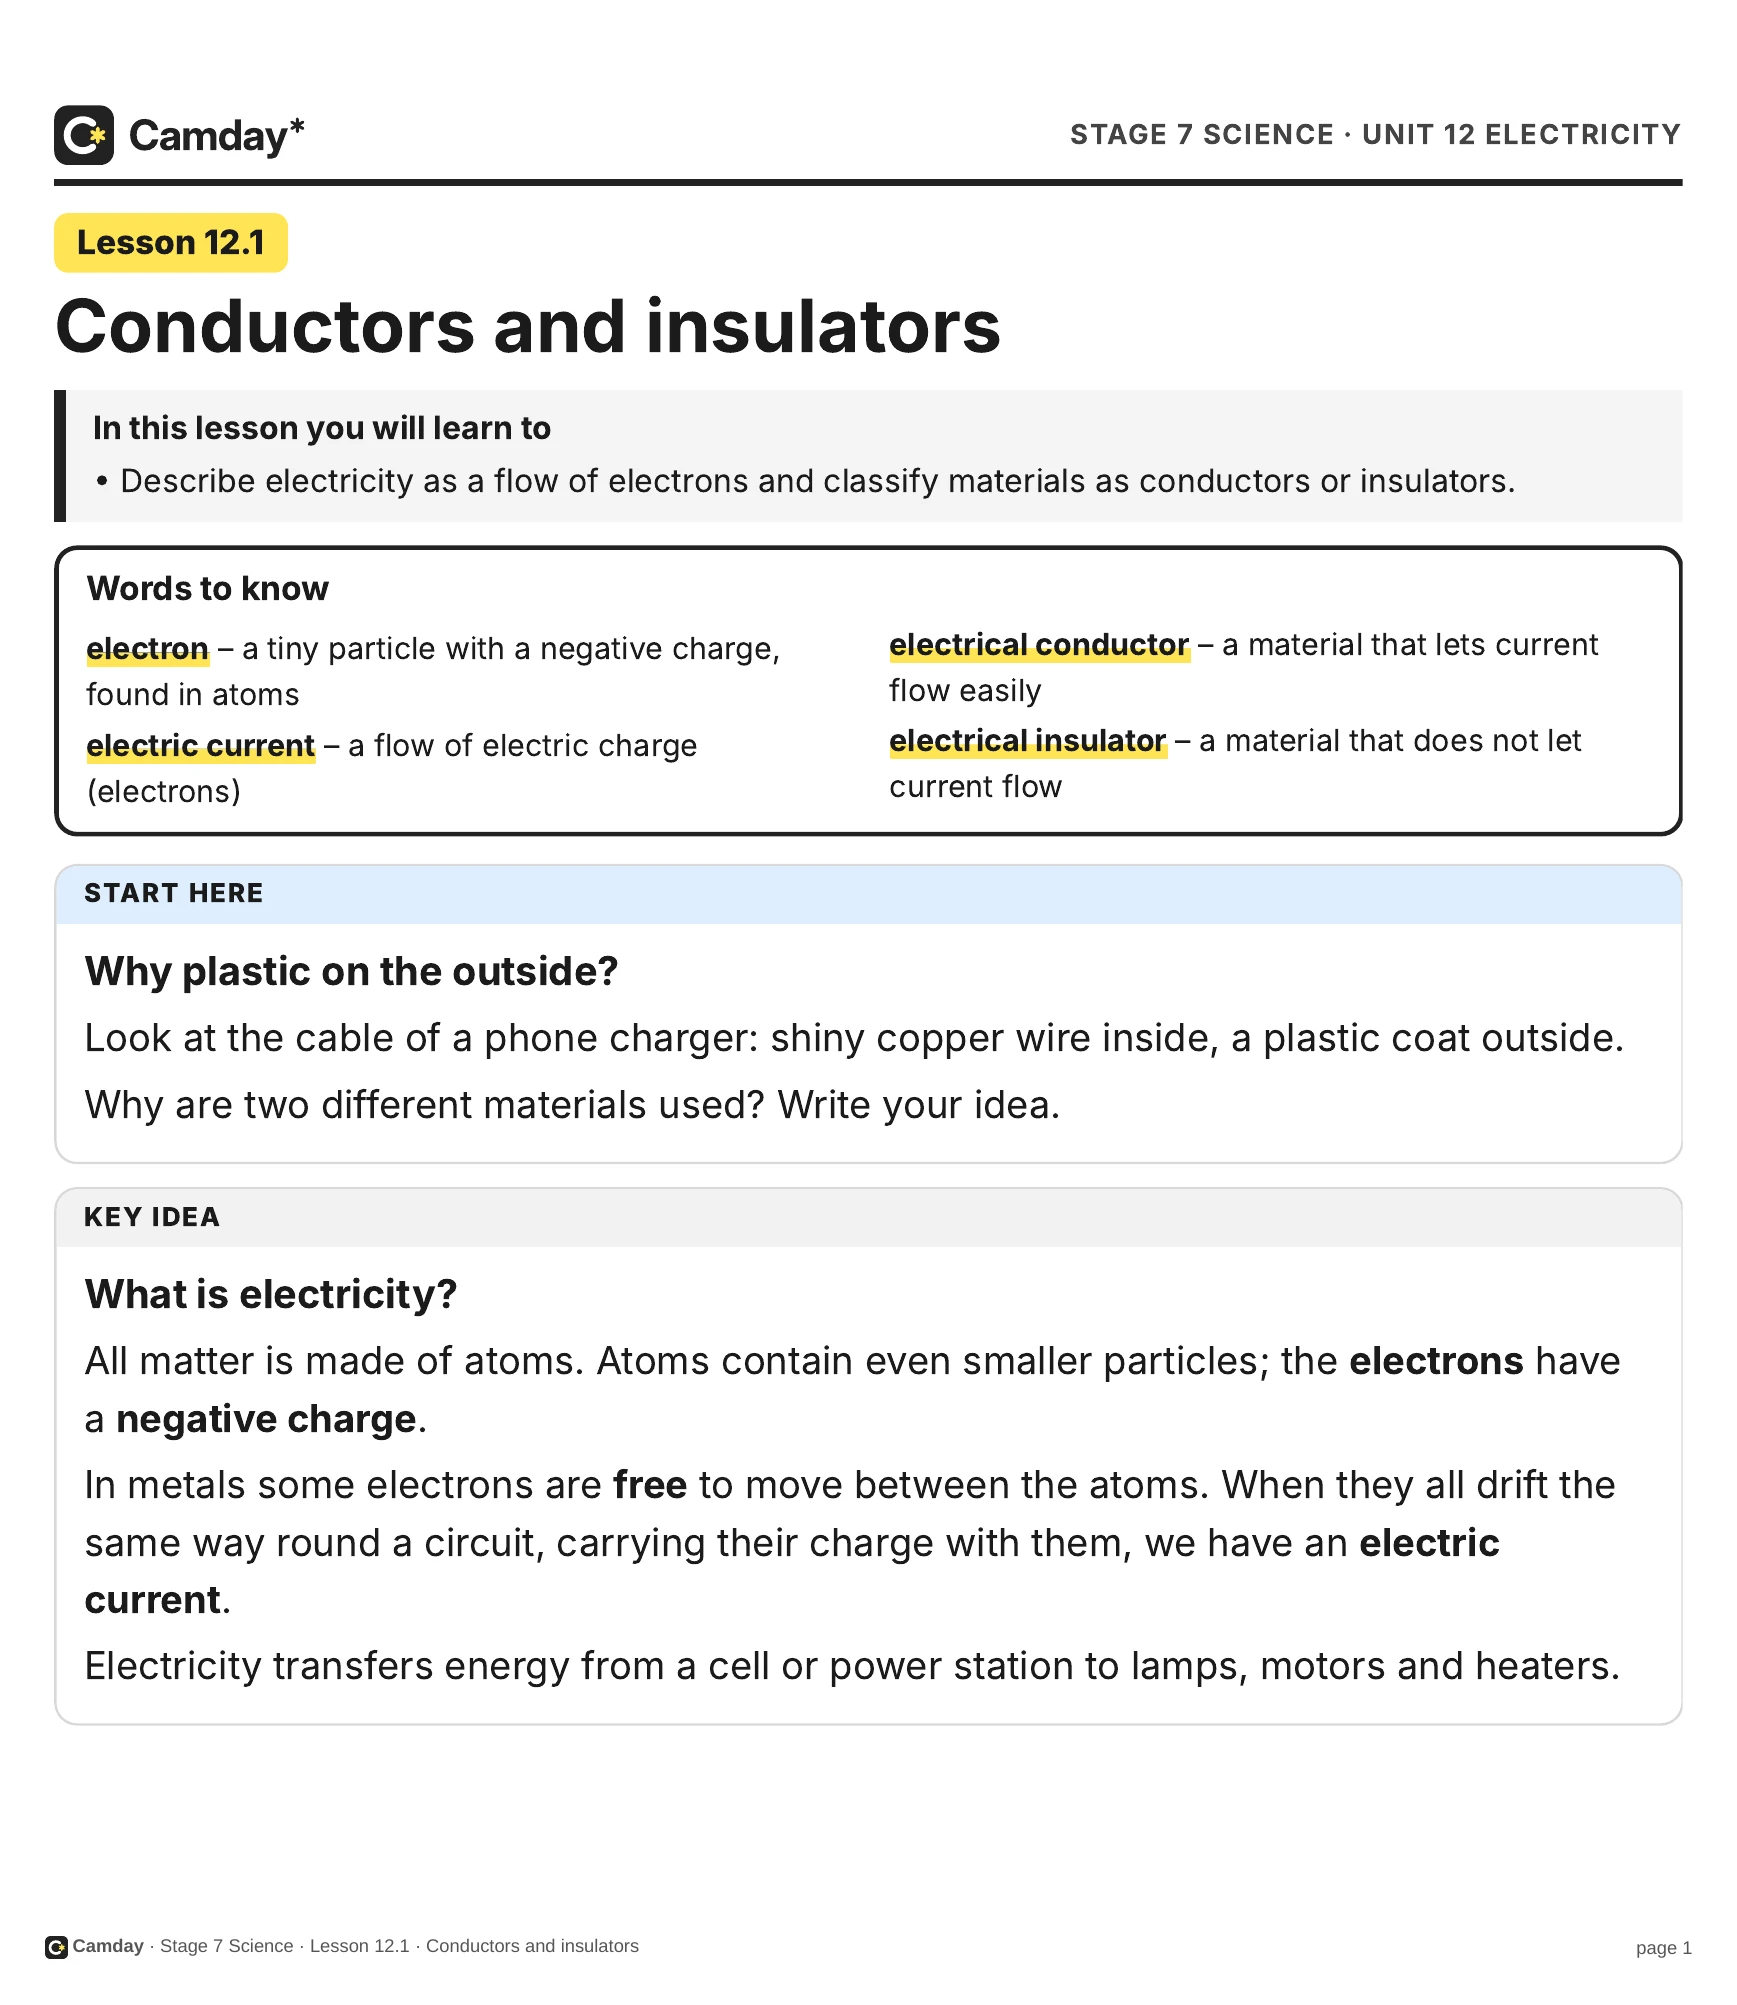 Camday*
STAGE 7 SCIENCE · UNIT 12 ELECTRICITY
Lesson 12.1
Conductors and insulators
In this lesson you will learn to
• Describe electricity as a flow of electrons and classify materials as conductors or insulators.
Words to know
electron – a tiny particle with a negative charge,
found in atoms
electric current – a flow of electric charge
(electrons)
electrical conductor – a material that lets current
flow easily
electrical insulator – a material that does not let
current flow
START HERE
Why plastic on the outside?
Look at the cable of a phone charger: shiny copper wire inside, a plastic coat outside.
Why are two different materials used? Write your idea.
KEY IDEA
What is electricity?
All matter is made of atoms. Atoms contain even smaller particles; the electrons have
a negative charge.
In metals some electrons are free to move between the atoms. When they all drift the
same way round a circuit, carrying their charge with them, we have an electric
current.
Electricity transfers energy from a cell or power station to lamps, motors and heaters.
Camday · Stage 7 Science · Lesson 12.1 · Conductors and insulators
page 1